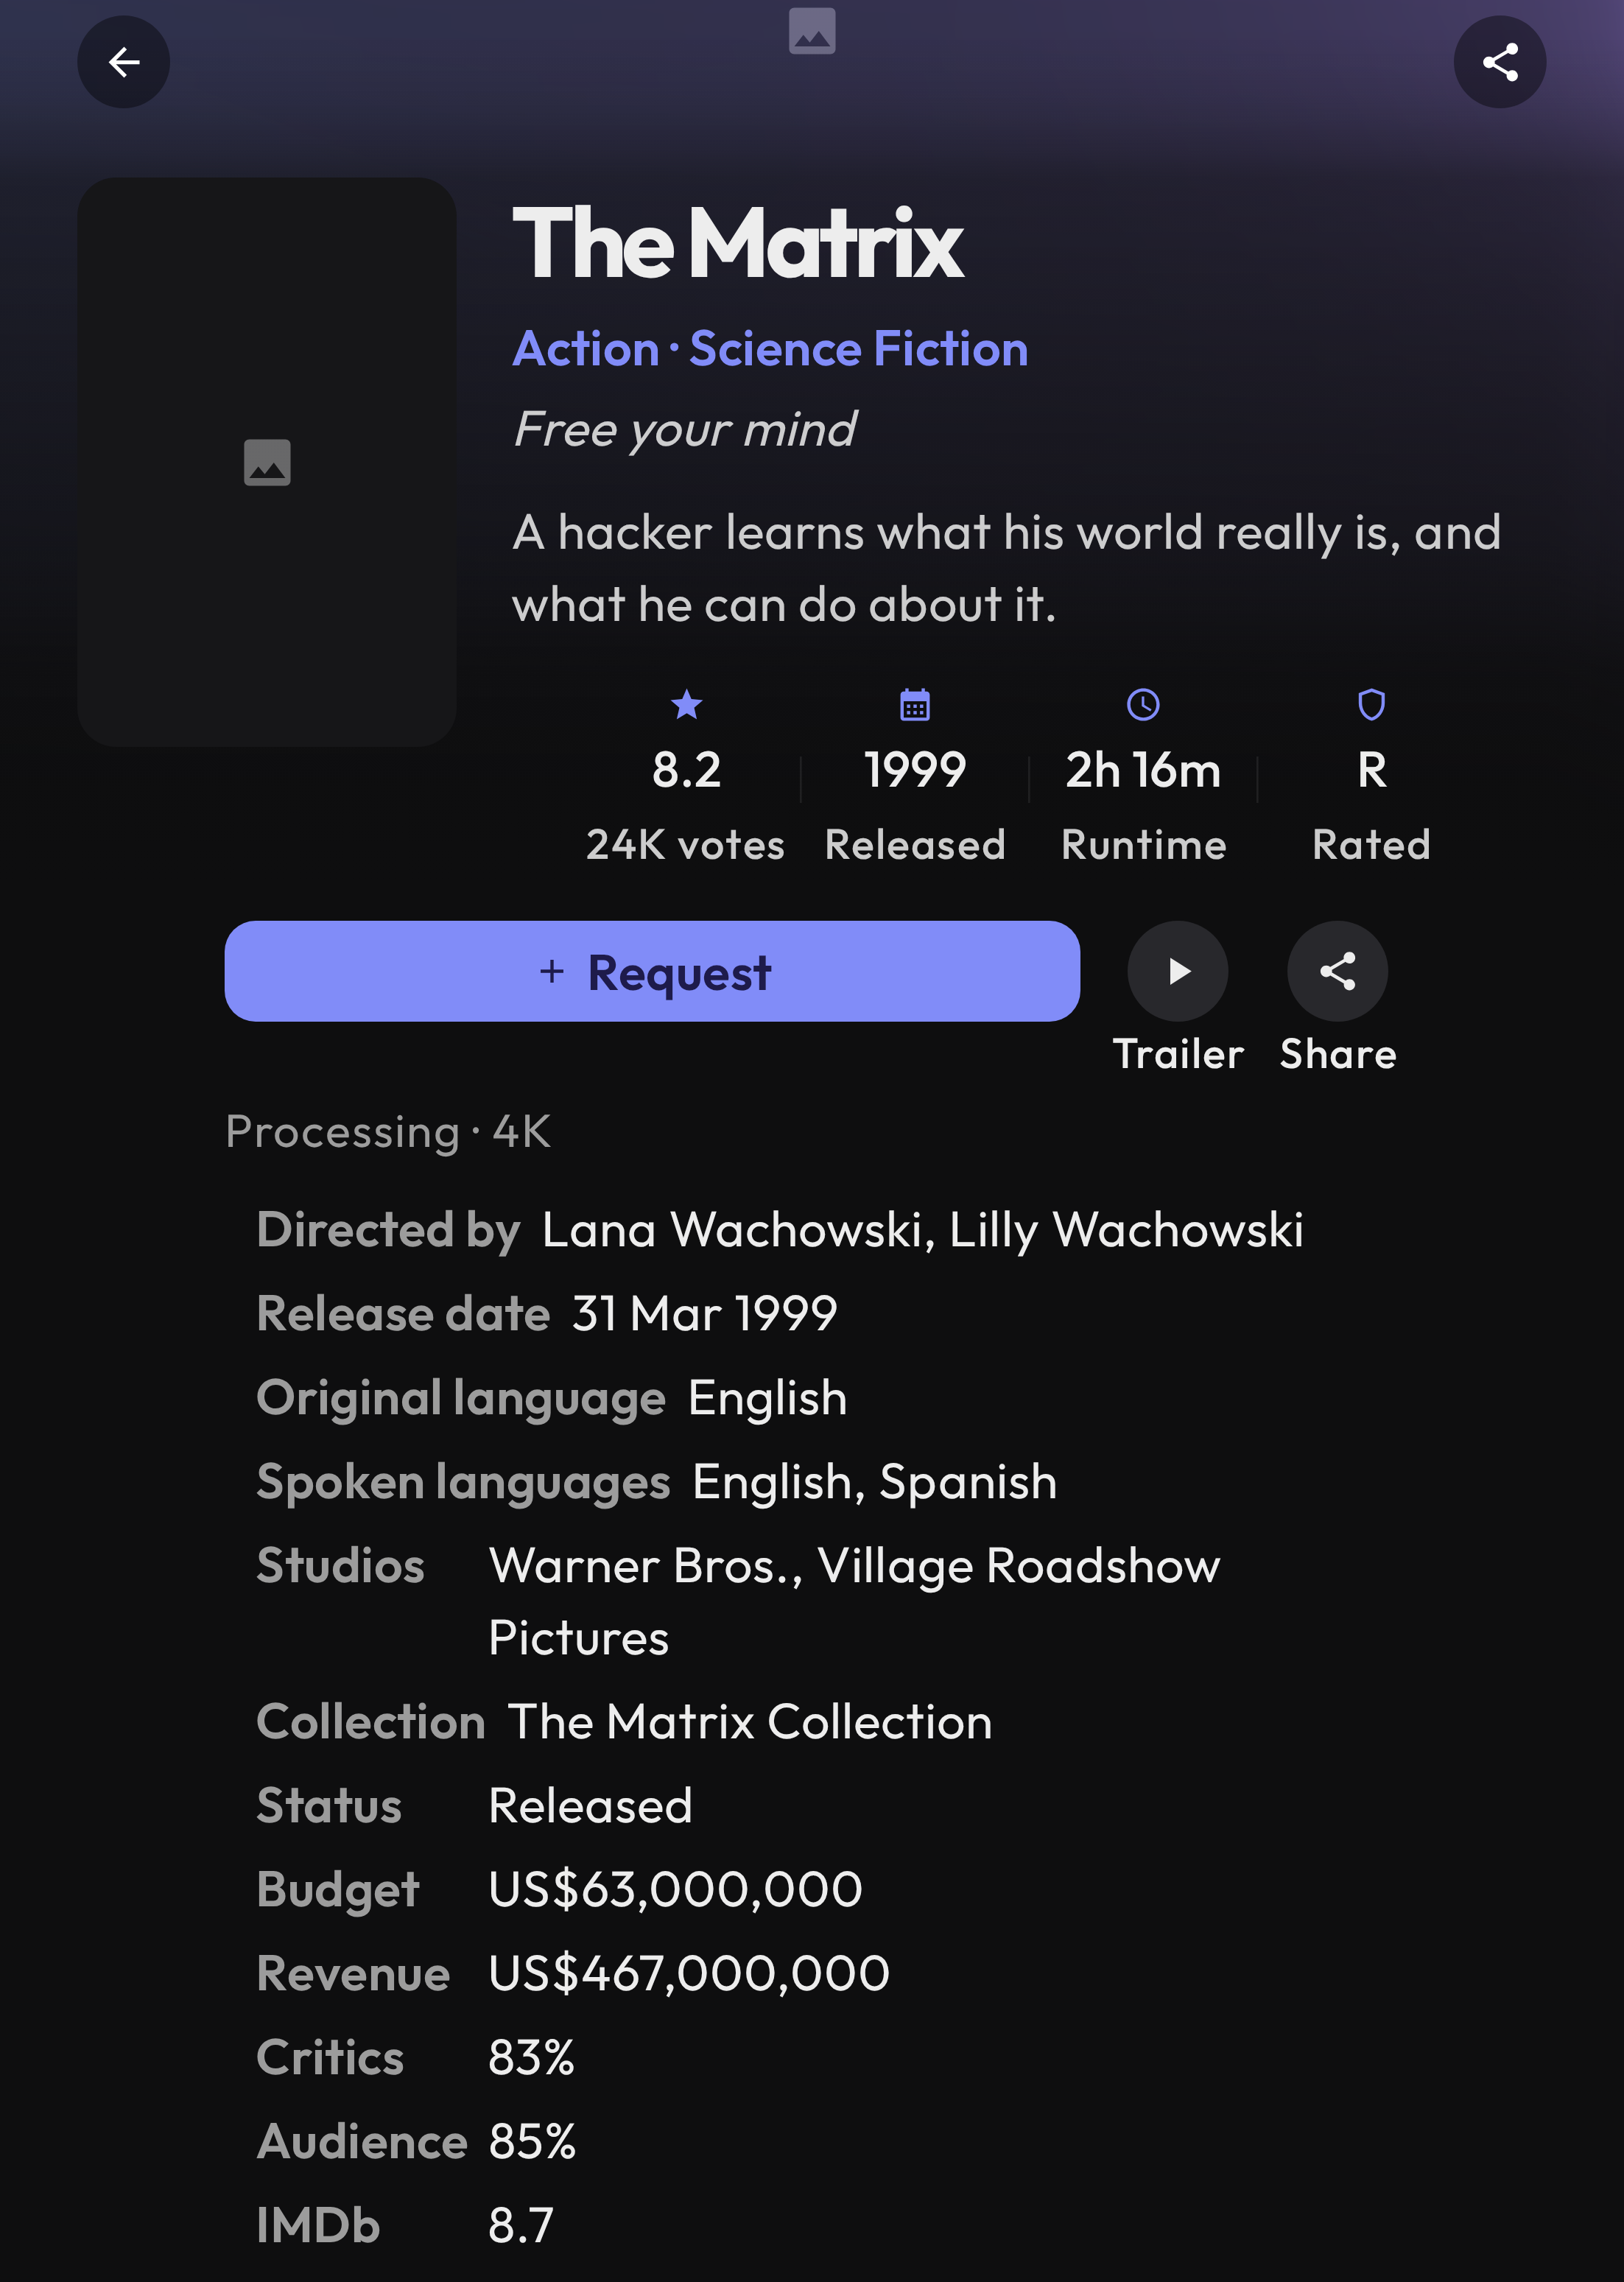 The Matrix
Action · Science Fiction
Free your mind
A hacker learns what his world really is, and
what he can do about it.
8.2 1999 2h 16m R
24K votes Released Runtime Rated
+ Request
Trailer Share
Processing · 4K
Directed by Lana Wachowski, Lilly Wachowski
Release date 31 Mar 1999
Original language English
Spoken languages English, Spanish
Studios Warner Bros., Village Roadshow
Pictures
Collection The Matrix Collection
Status Released
Budget US$63,000,000
Revenue US$467,000,000
Critics 83%
Audience 85%
IMDb 8.7